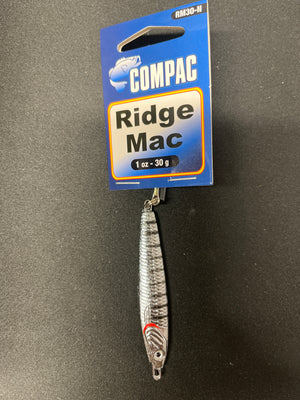 RM30-N
COMPAC
Ridge
Mac
1 oz - 30 g